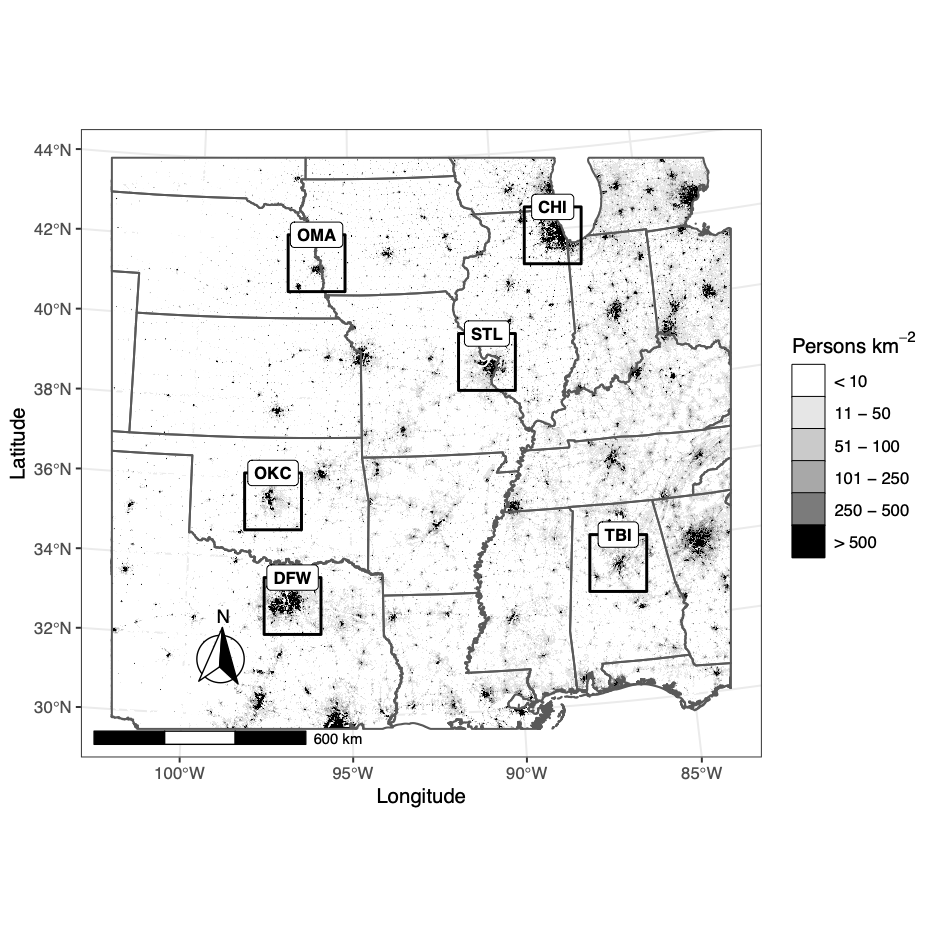 44°N
42°N
40°N
38°N
36°N
34°N
32°N
30°N
Latitude
CHI
OMA
STL
OKC
TBI
DFW
N
600 km
100°W
95°W
90°W
85°W
Longitude
Persons km⁻²
< 10
11 – 50
51 – 100
101 – 250
250 – 500
> 500